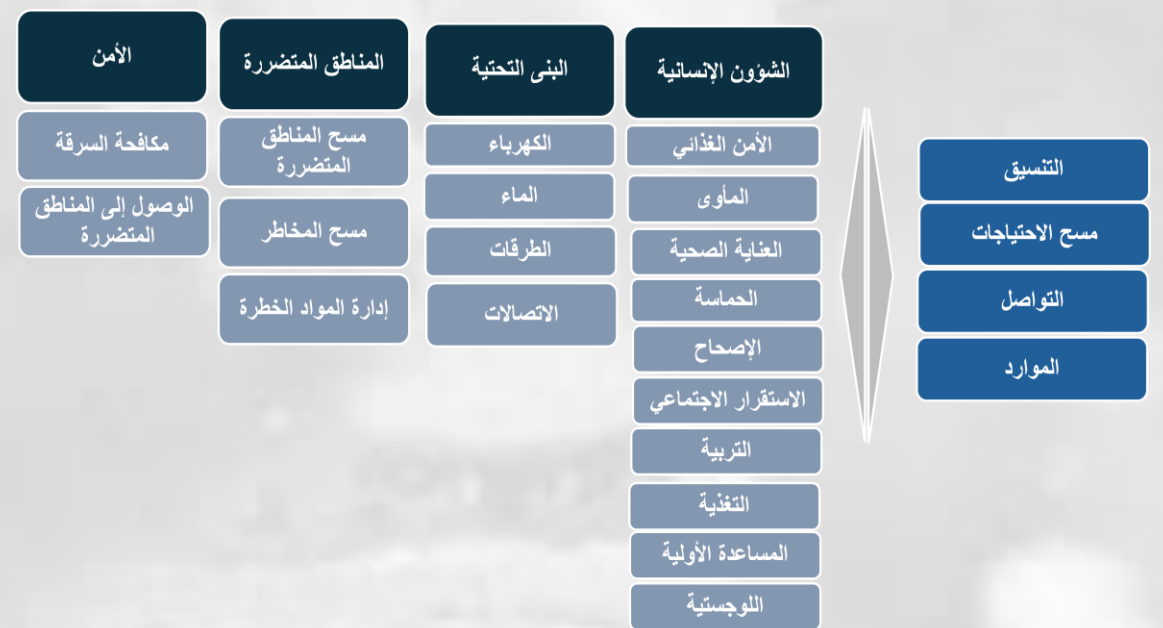 التنسيق
مسح الاحتياجات
التواصل
الموارد
الشؤون الإنسانية
الأمن الغذائي
المأوى
العناية الصحية
الحماسة
الإصحاح
الاستقرار الاجتماعي
التربية
التغذية
المساعدة الأولية
اللوجستية
البنى التحتية
الكهرباء
الماء
الطرقات
الاتصالات
المناطق المتضررة
مسح المناطق
المتضررة
مسح المخاطر
إدارة المواد الخطرة
الأمن
مكافحة السرقة
الوصول إلى المناطق
المتضررة